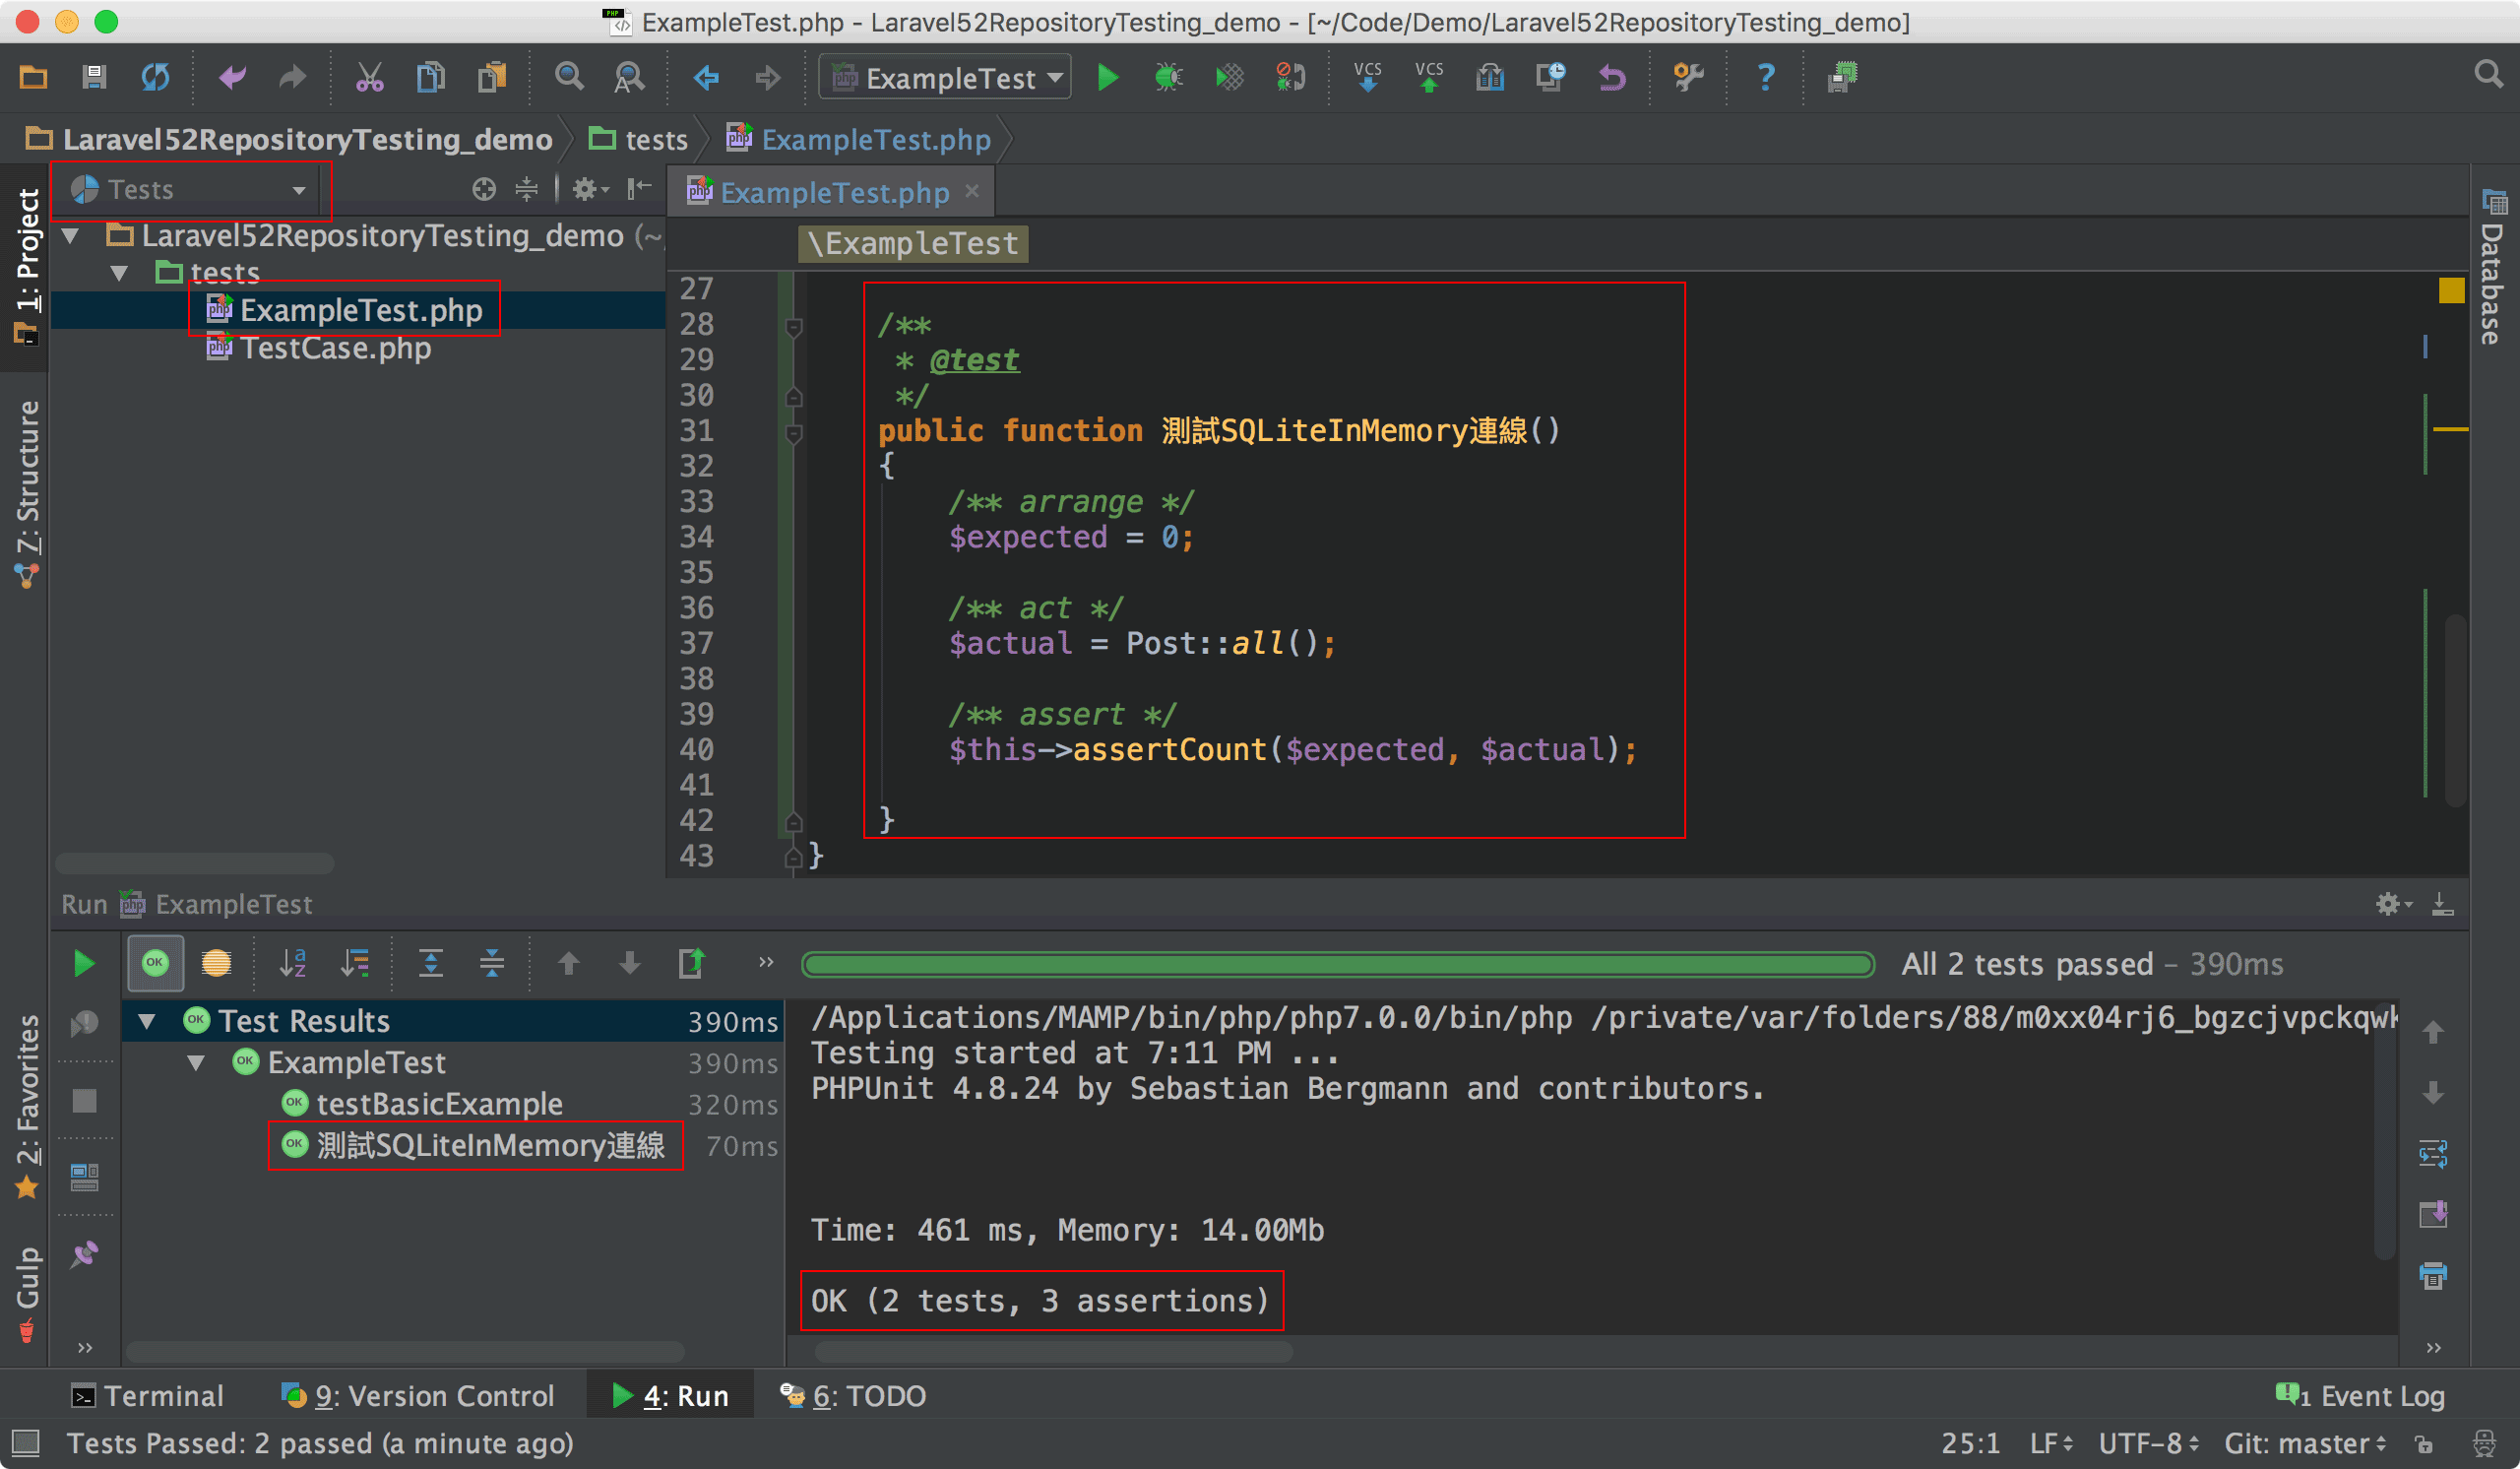 ExampleTest.php - Laravel52RepositoryTesting_demo - [~/Code/Demo/Laravel52RepositoryTesting_demo]
ExampleTest
VCS VCS
Laravel52RepositoryTesting_demo tests ExampleTest.php
Tests
ExampleTest.php
1: Project
7: Structure
2: Favorites
Gulp
Database
Laravel52RepositoryTesting_demo (~
tests
ExampleTest.php
TestCase.php
\ExampleTest
27
28 /**
29 * @test
30 */
31 public function 測試SQLiteInMemory連線()
32 {
33 /** arrange */
34 $expected = 0;
35
36 /** act */
37 $actual = Post::all();
38
39 /** assert */
40 $this->assertCount($expected, $actual);
41
42 }
43 }
Run ExampleTest
All 2 tests passed – 390ms
Test Results 390ms
ExampleTest 390ms
testBasicExample 320ms
測試SQLiteInMemory連線 70ms
/Applications/MAMP/bin/php/php7.0.0/bin/php /private/var/folders/88/m0xx04rj6_bgzcjvpckqwk
Testing started at 7:11 PM ...
PHPUnit 4.8.24 by Sebastian Bergmann and contributors.
Time: 461 ms, Memory: 14.00Mb
OK (2 tests, 3 assertions)
Terminal 9: Version Control 4: Run 6: TODO 1 Event Log
Tests Passed: 2 passed (a minute ago) 25:1 LF UTF-8 Git: master